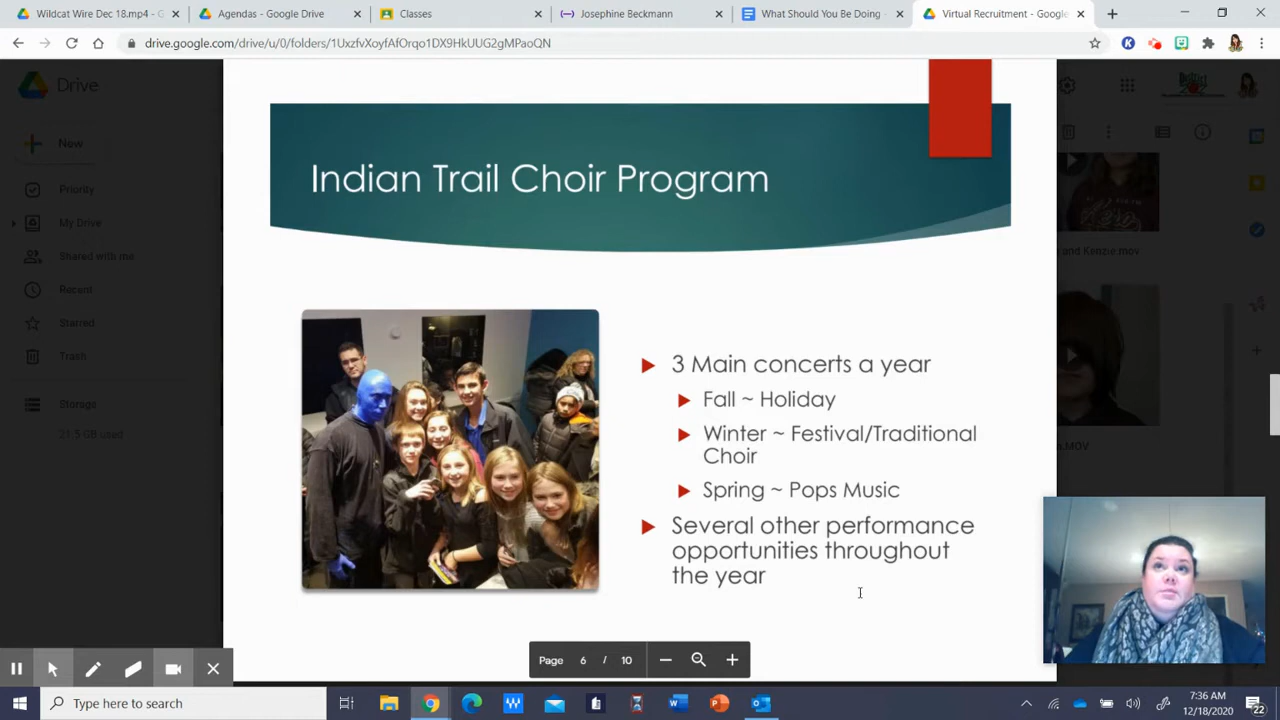 Wildcat Wire Dec 18.mp4 - G
Agendas - Google Drive
Classes
Josephine Beckmann
What Should You Be Doing -
Virtual Recruitment - Google
drive.google.com/drive/u/0/folders/1UxzfvXoyfAfOrqo1DX9HkUUG2gMPaoQN
Drive
New
Priority
My Drive
Shared with me
Recent
Starred
Trash
Storage
21.5 GB used
Indian Trail Choir Program
3 Main concerts a year
Fall ~ Holiday
Winter ~ Festival/Traditional
Choir
Spring ~ Pops Music
Several other performance
opportunities throughout
the year
and Kenzie.mov
.MOV
Page 6 / 10
Type here to search
7:36 AM
12/18/2020
22